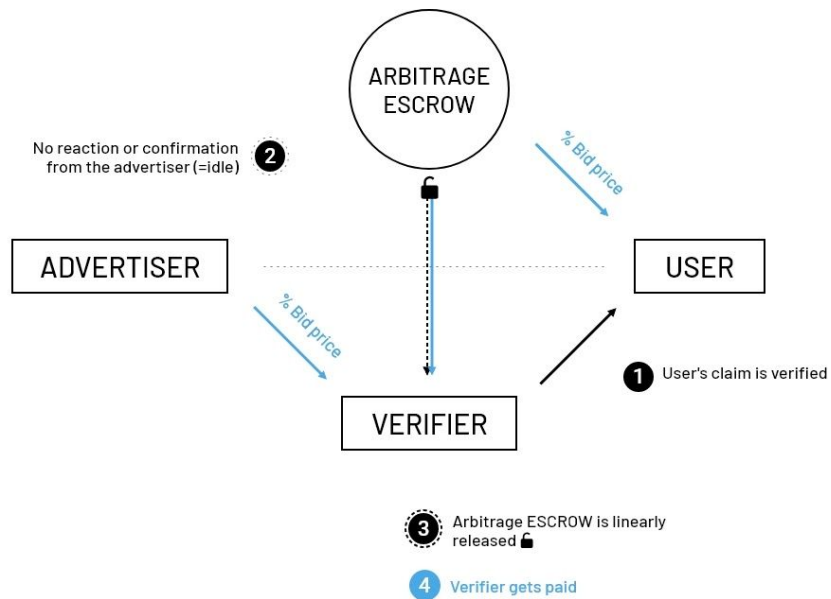 ARBITRAGE
ESCROW
% Bid price
No reaction or confirmation
from the advertiser (=idle)
2
ADVERTISER
USER
% Bid price
1
User's claim is verified
VERIFIER
3
Arbitrage ESCROW is linearly
released
4
Verifier gets paid